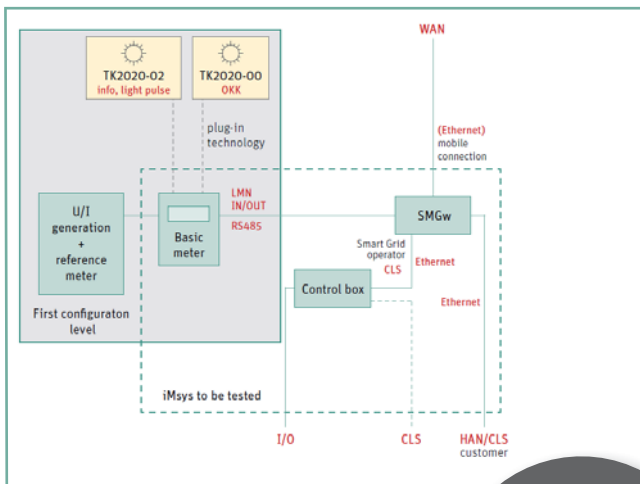 WAN
TK2020-02
info, light pulse
TK2020-00
OKK
plug-in
technology
(Ethernet)
mobile
connection
U/I
generation
+
reference
meter
Basic
meter
LMN
IN/OUT
RS485
SMGw
Smart Grid
operator
CLS
Ethernet
Control box
Ethernet
First configuraton
level
iMsys to be tested
I/O
CLS
HAN/CLS
customer